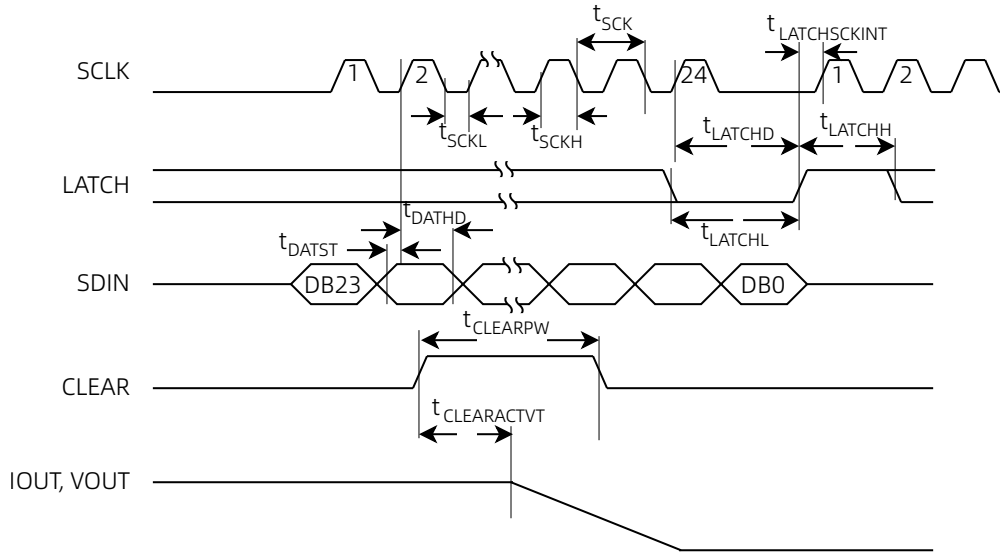 tSCK
tLATCHSCKINT
SCLK
1
2
24
1
2
tSCKL
tSCKH
tLATCHD
tLATCHH
LATCH
tDATHD
tLATCHL
tDATST
SDIN
DB23
DB0
tCLEARPW
CLEAR
tCLEARACTVT
IOUT, VOUT